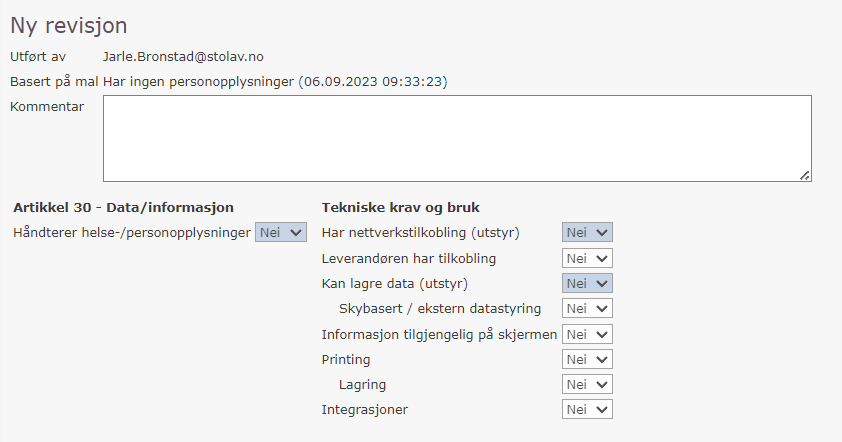 Ny revisjon
Utført av Jarle.Bronstad@stolav.no
Basert på mal Har ingen personopplysninger (06.09.2023 09:33:23)
Kommentar
Artikkel 30 - Data/informasjon
Håndterer helse-/personopplysninger Nei
Tekniske krav og bruk
Har nettverkstilkobling (utstyr) Nei
Leverandøren har tilkobling Nei
Kan lagre data (utstyr) Nei
Skybasert / ekstern datastyring Nei
Informasjon tilgjengelig på skjermen Nei
Printing Nei
Lagring Nei
Integrasjoner Nei